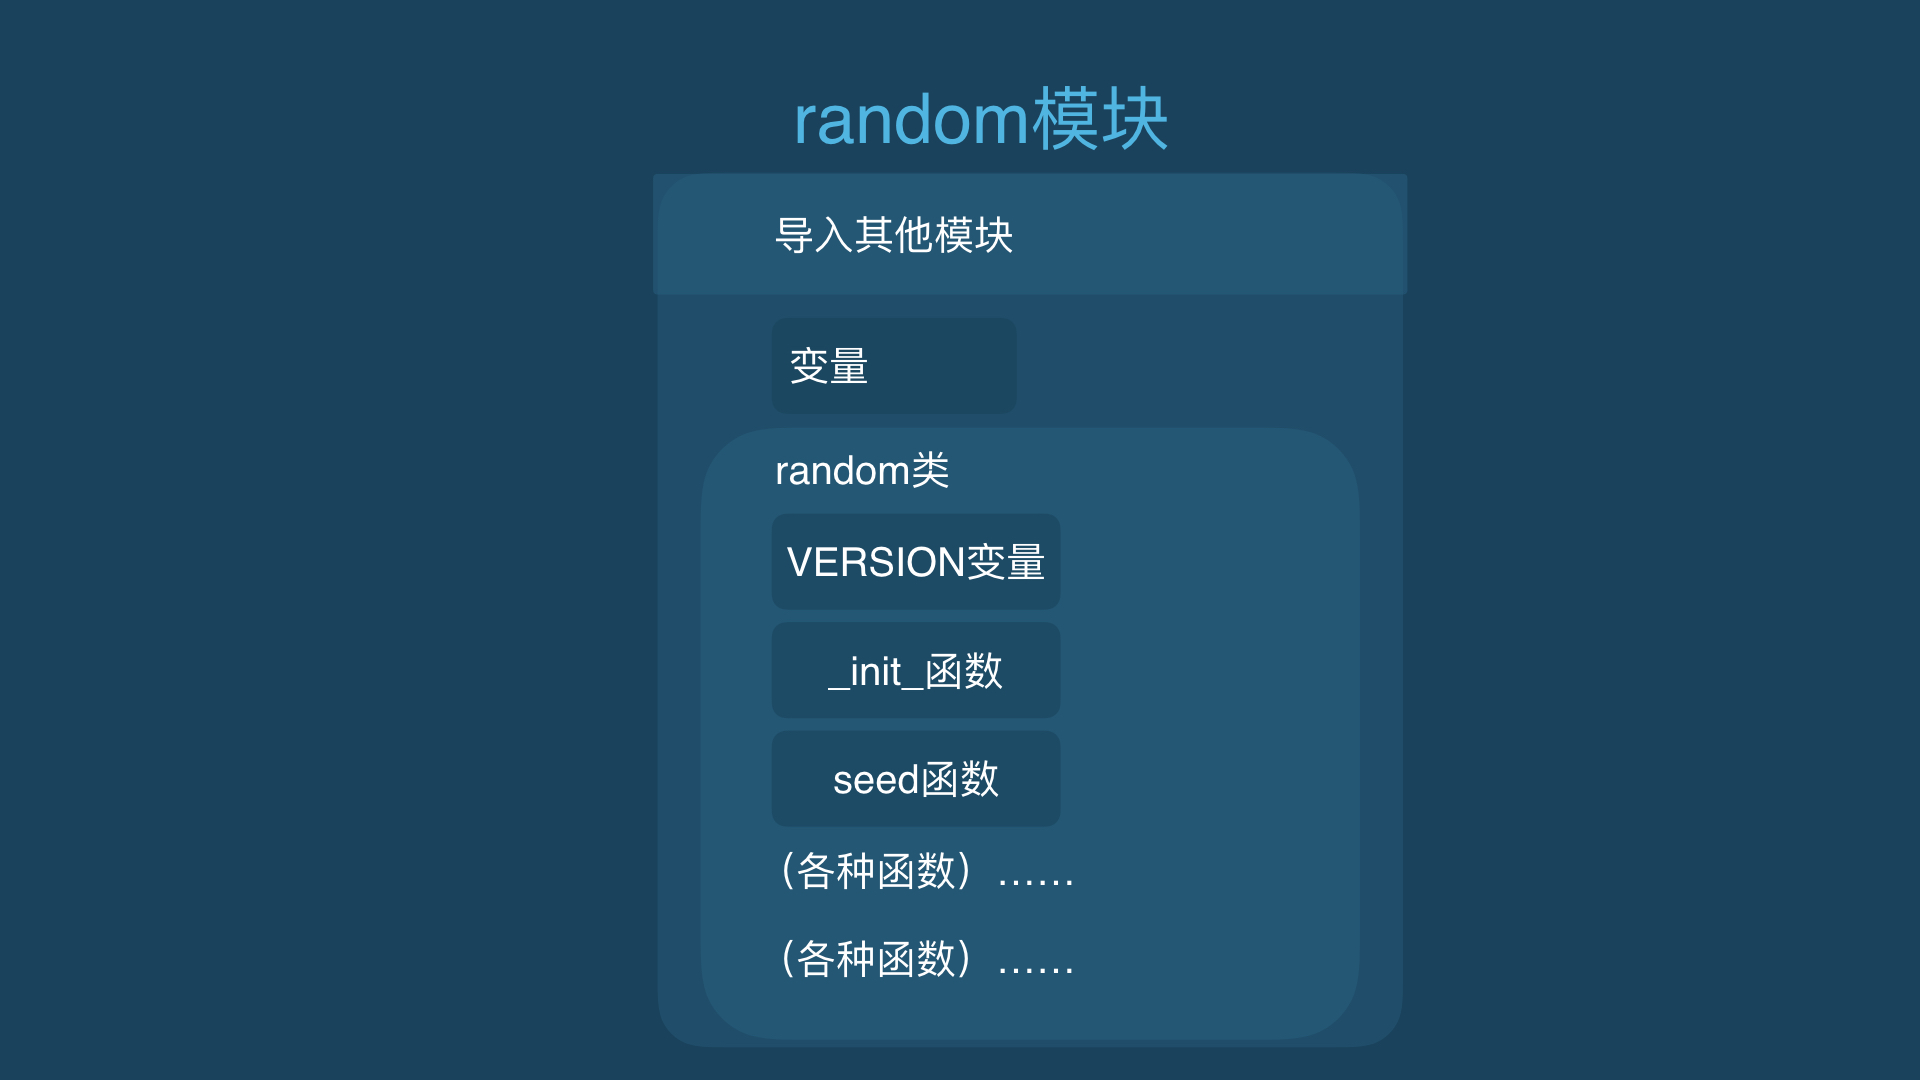 random模块
导入其他模块
变量
random类
VERSION变量
_init_函数
seed函数
（各种函数）……
（各种函数）……